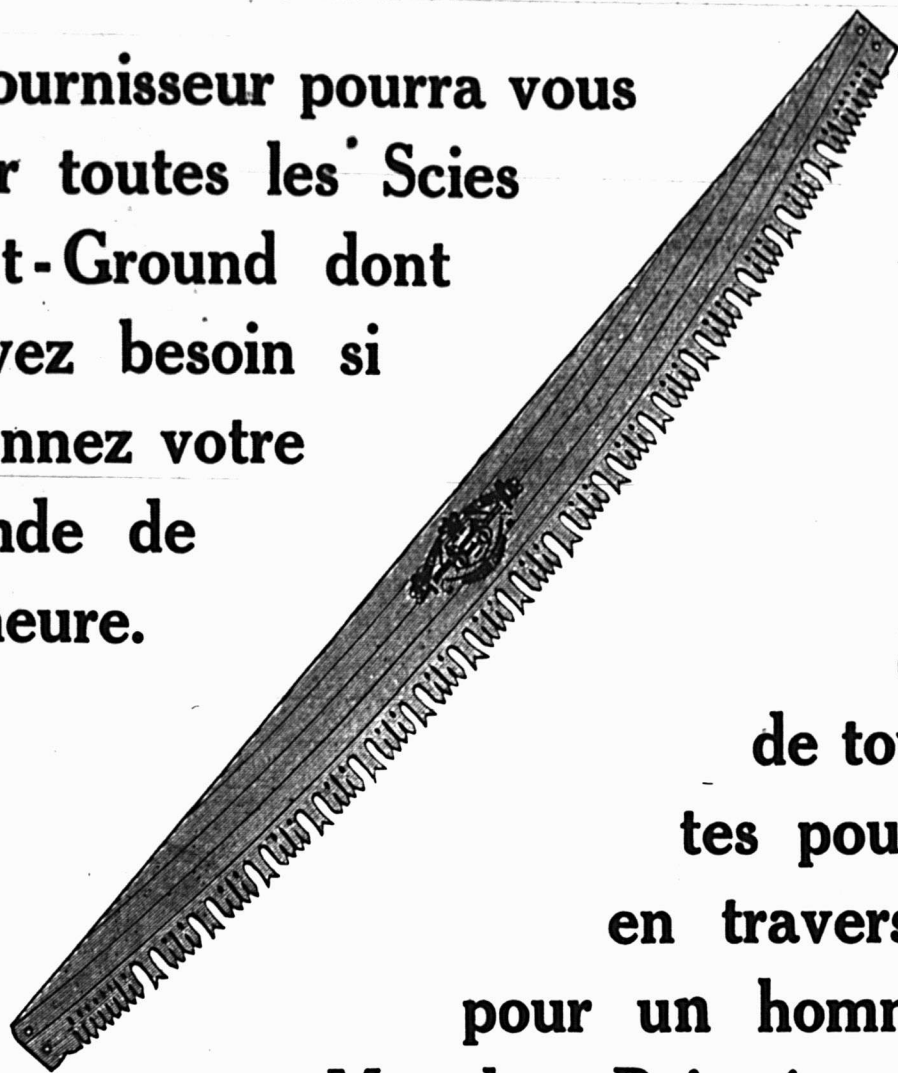 ournisseur pourra vous
r toutes les Scies
t-Ground dont
vez besoin si
nnez votre
nde de
eure.
de tou
tes pou
en travers
pour un hom